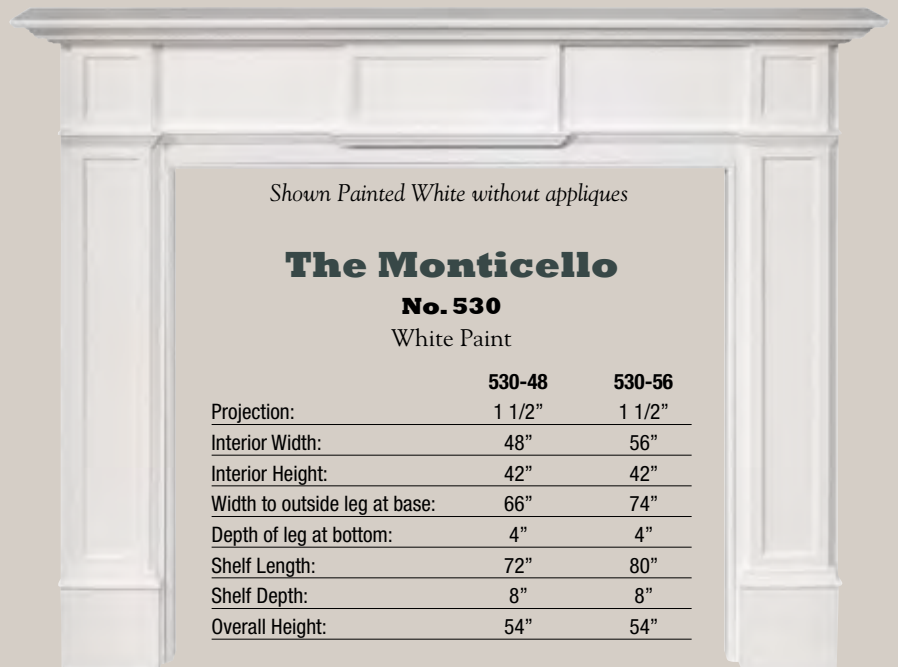 Shown Painted White without appliques
The Monticello
No. 530
White Paint
530-48 530-56
Projection: 1 1/2” 1 1/2”
Interior Width: 48” 56”
Interior Height: 42” 42”
Width to outside leg at base: 66” 74”
Depth of leg at bottom: 4” 4”
Shelf Length: 72” 80”
Shelf Depth: 8” 8”
Overall Height: 54” 54”